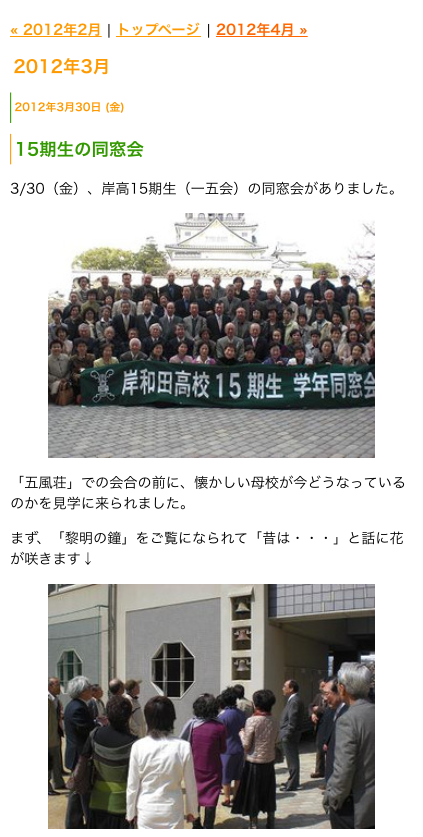 « 2012年2月 | トップページ | 2012年4月 »
2012年3月
2012年3月30日 (金)
15期生の同窓会
3/30（金）、岸高15期生（一五会）の同窓会がありました。
岸和田高校15期生 学年同窓会
「五風荘」での会合の前に、懐かしい母校が今どうなっている
のかを見学に来られました。
まず、「黎明の鐘」をご覧になられて「昔は・・・」と話に花
が咲きます↓